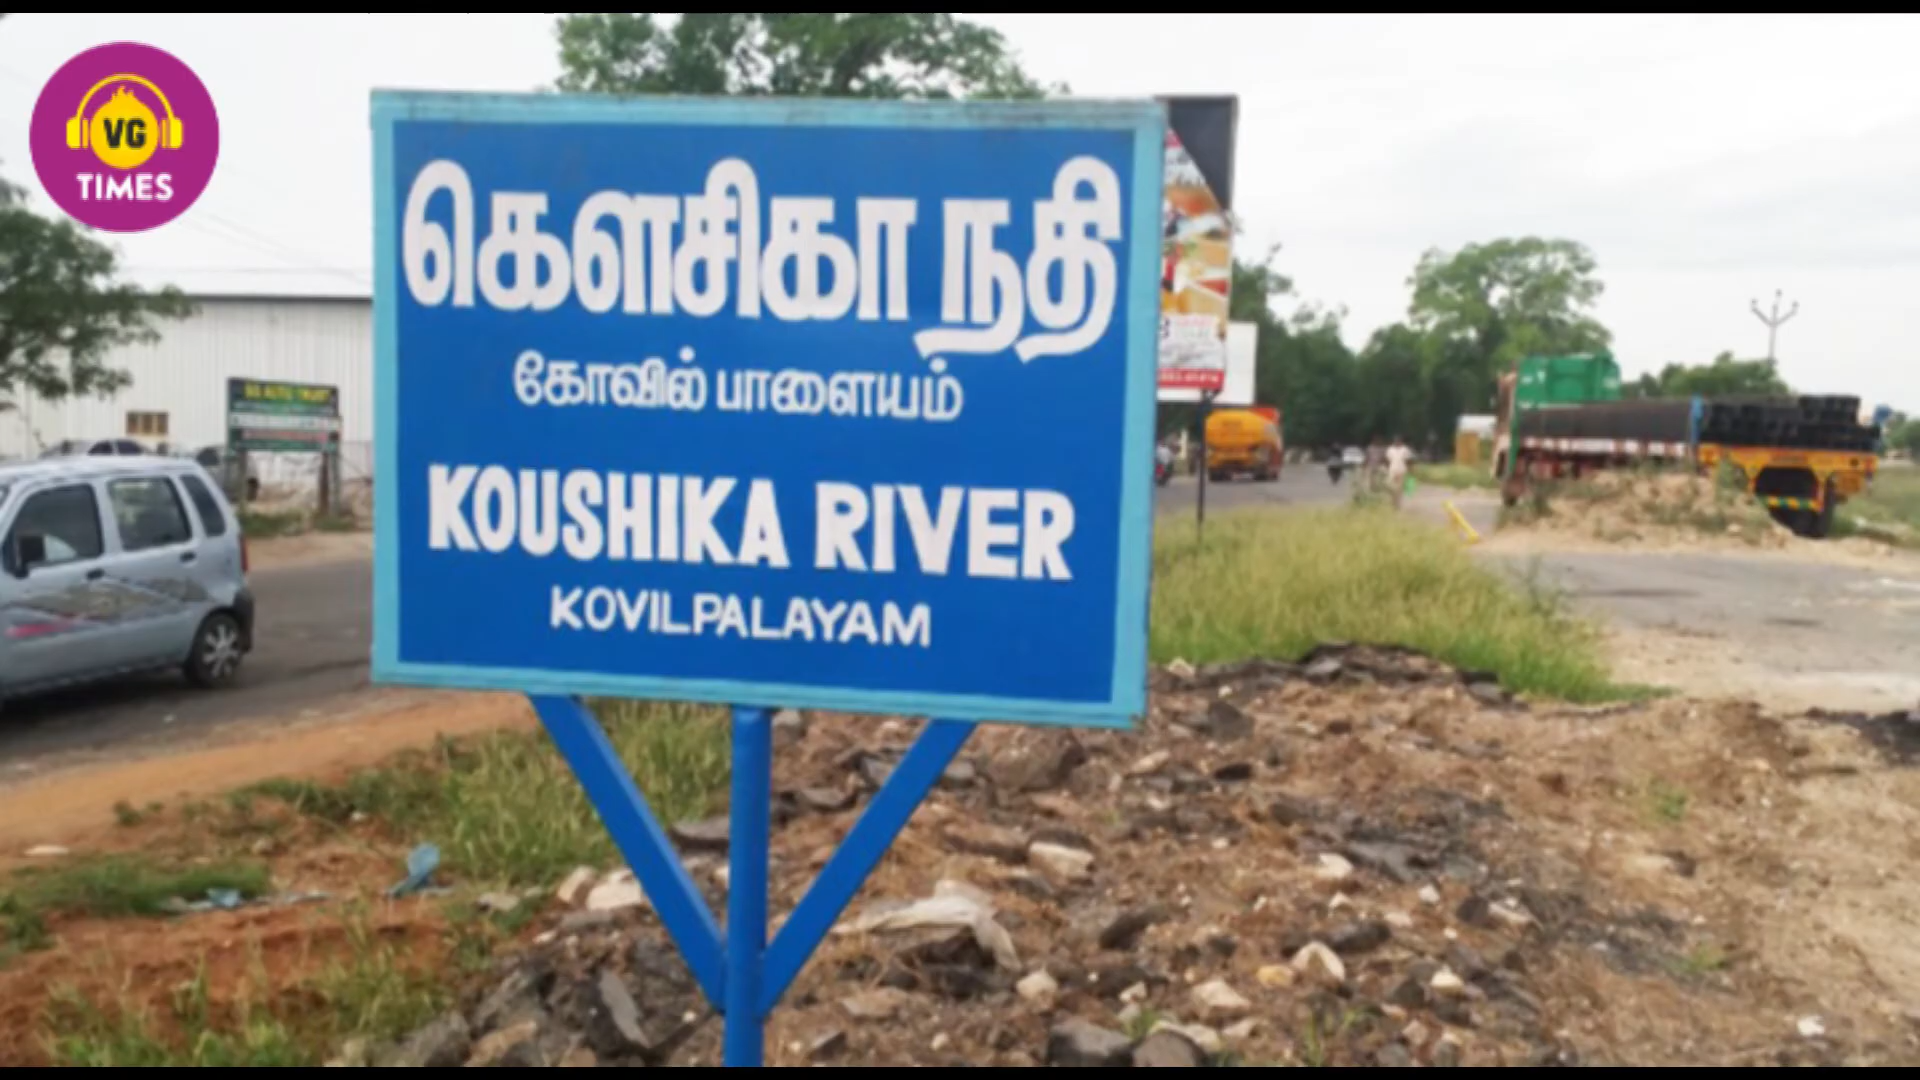 VG
TIMES
கௌசிகா நதி
கோவில் பாளையம்
KOUSHIKA RIVER
KOVILPALAYAM